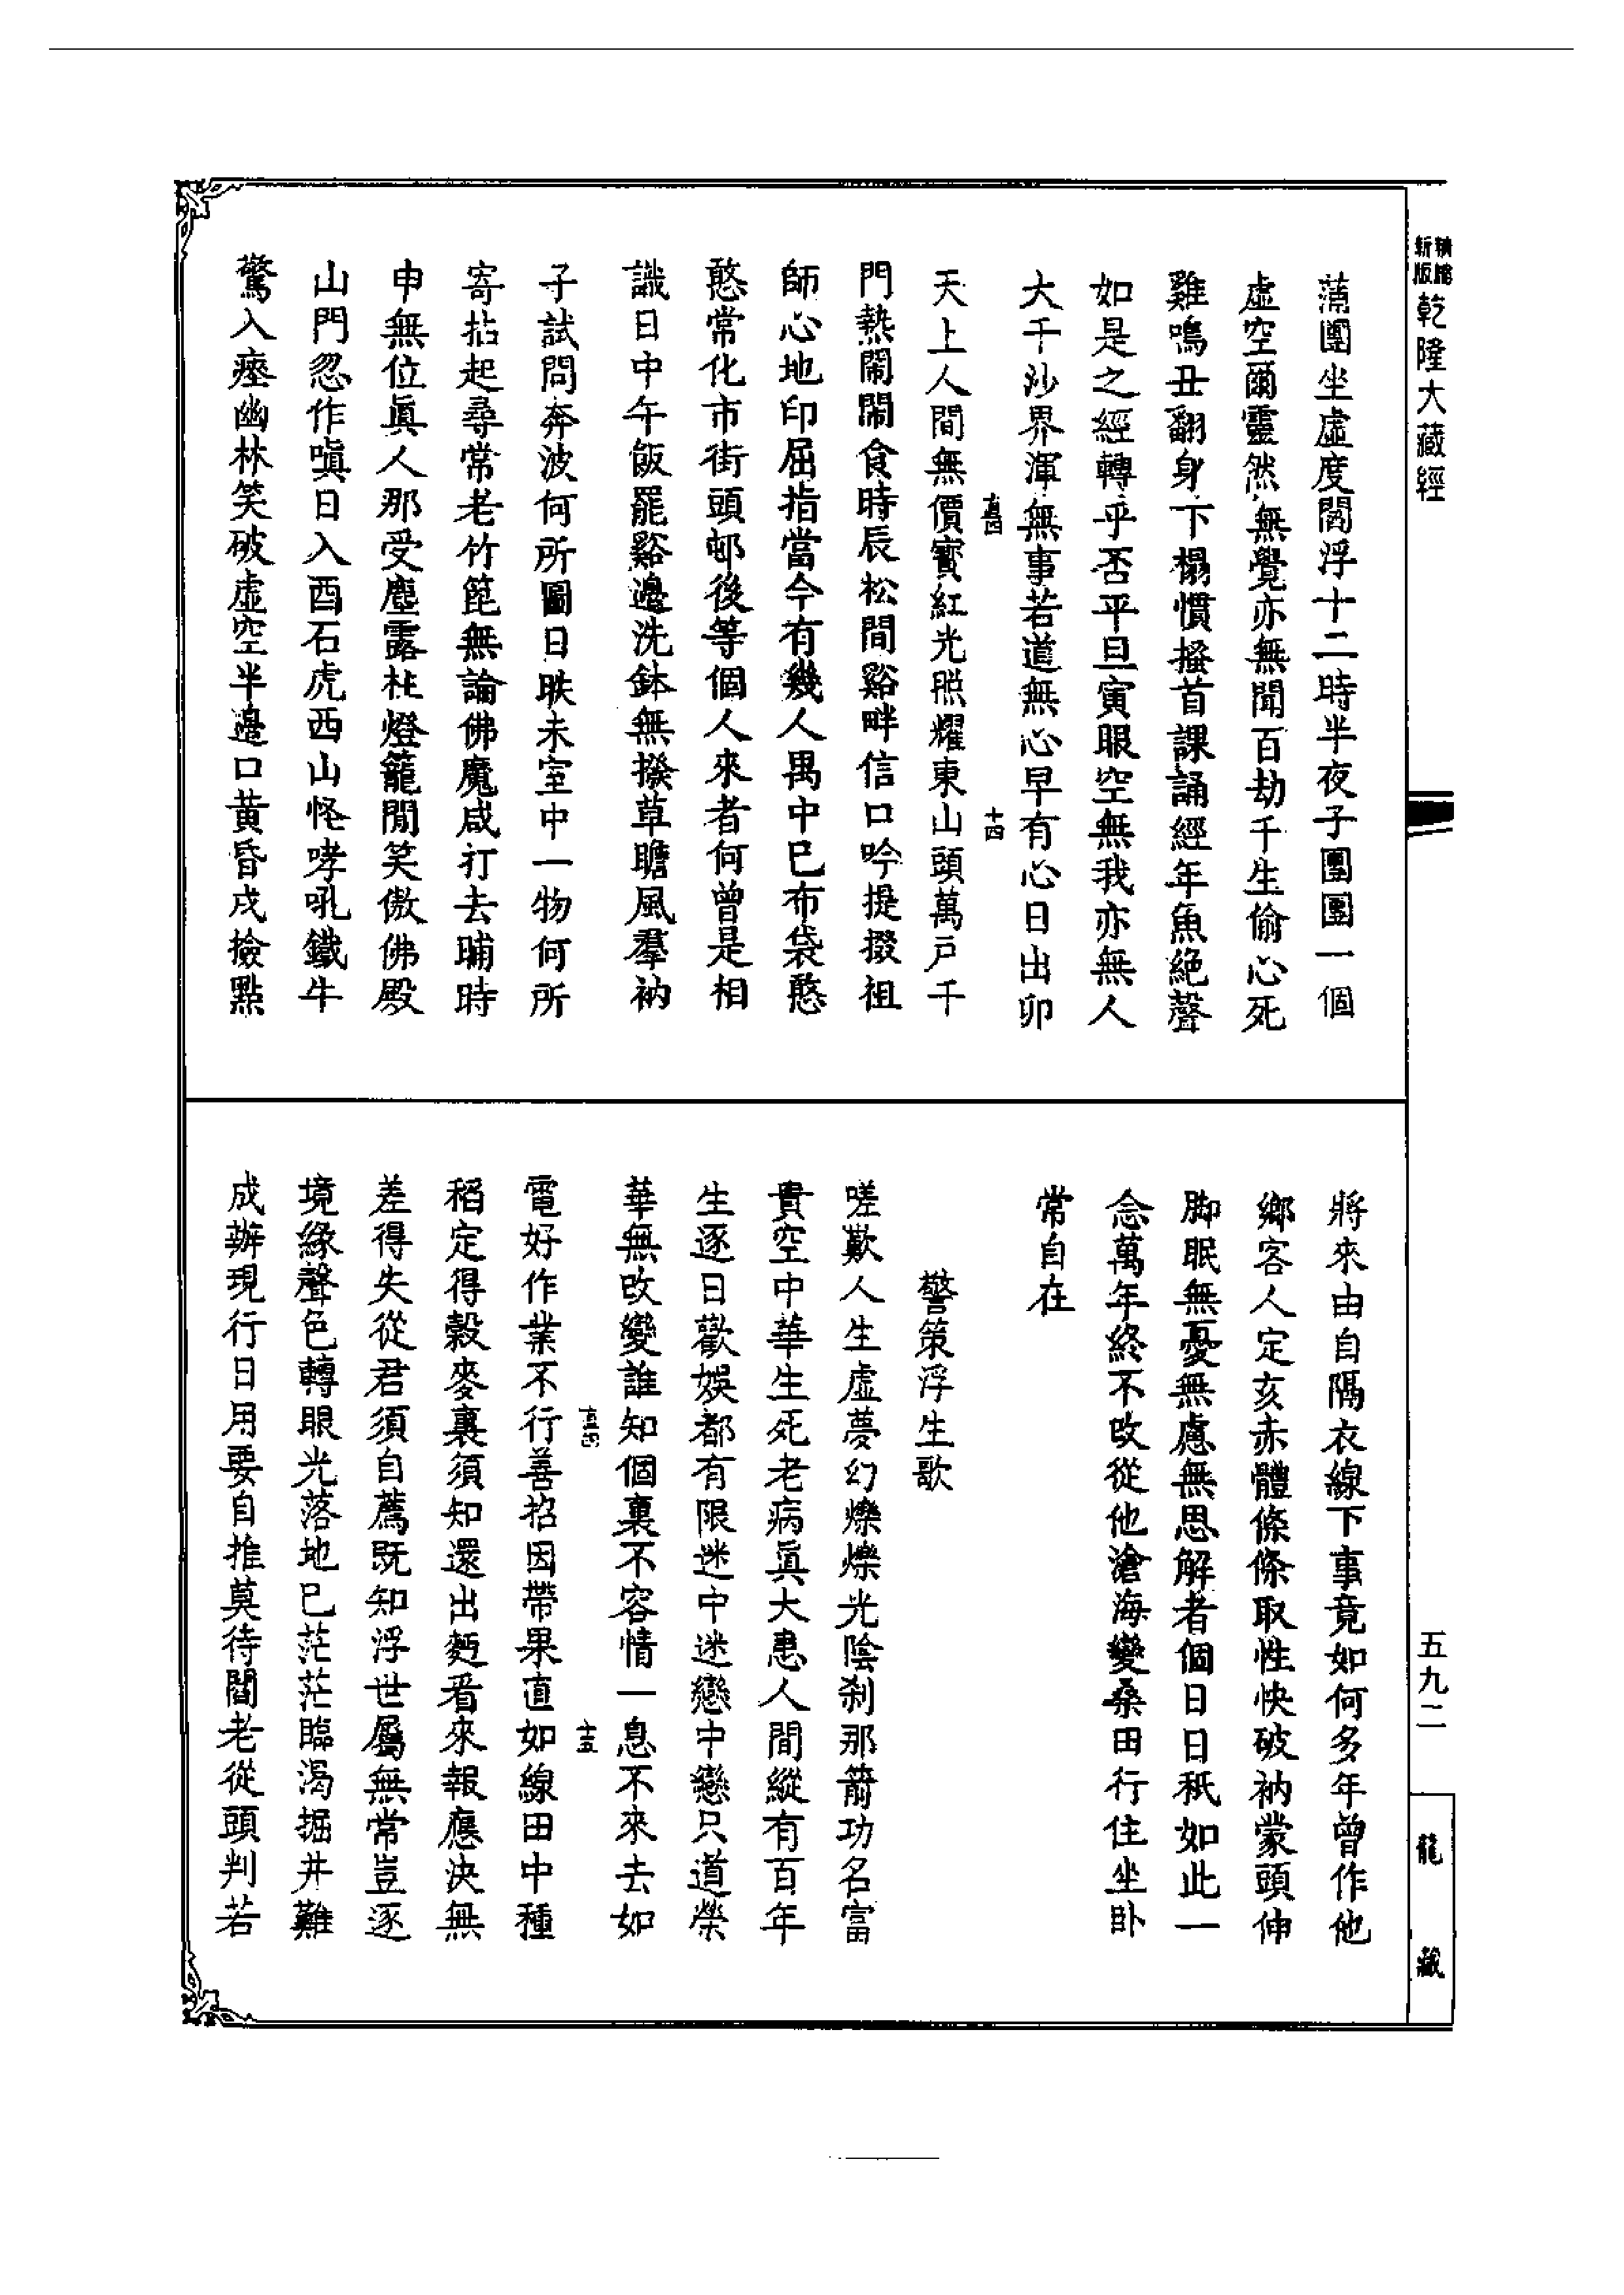 精縮新版乾隆大藏經
蒲團坐虛度閻浮十二時半夜子團團一個
虛空爾靈然無覺亦無聞百劫千生偷心死
雞鳴丑翻身下榻慣搔首課誦經年魚絕聲
如是之經轉乎否平旦寅眼空無我亦無人
大千沙界渾無事若道無心早有心日出卯
直四
十四
天上人間無價寶紅光照耀東山頭萬戶千
門熱鬧鬧食時辰松間谿畔信口吟提掇祖
師心地印屈指當今有幾人禺中巳布袋憨
憨常化市街頭郵後等個人來者何曾是相
識日中午飯罷谿邊洗鉢無撥草瞻風羣衲
子試問奔波何所圖日昳未室中一物何所
寄拈起尋常老竹篦無論佛魔咸打去晡時
申無位眞人那受塵露柱燈籠閒笑傲佛殿
山門忽作嗔日入酉石虎西山怪哮吼鐵牛
驚入瘞幽林笑破虛空半邊口黃昏戌撿點
將來由自隔衣線下事竟如何多年曾作他
鄉客人定亥赤體條條取性快破衲蒙頭伸
脚眠無憂無慮無思解者個日日秖如此一
念萬年終不改從他滄海變桑田行住坐卧
常自在
警策浮生歌
嗟歎人生虛夢幻爍爍光陰刹那箭功名富
貴空中華生死老病眞大患人間縱有百年
生逐日歡娛都有限迷中迷戀中戀只道榮
華無改變誰知個裏不容情一息不來去如
直四
十五
電好作業不行善招因帶果直如線田中種
稻定得穀麥裏須知還出麪看來報應決無
差得失從君須自薦既知浮世屬無常豈逐
境緣聲色轉眼光落地已茫茫臨渴掘井難
成辦現行日用要自推莫待閻老從頭判若
五九二
龍藏